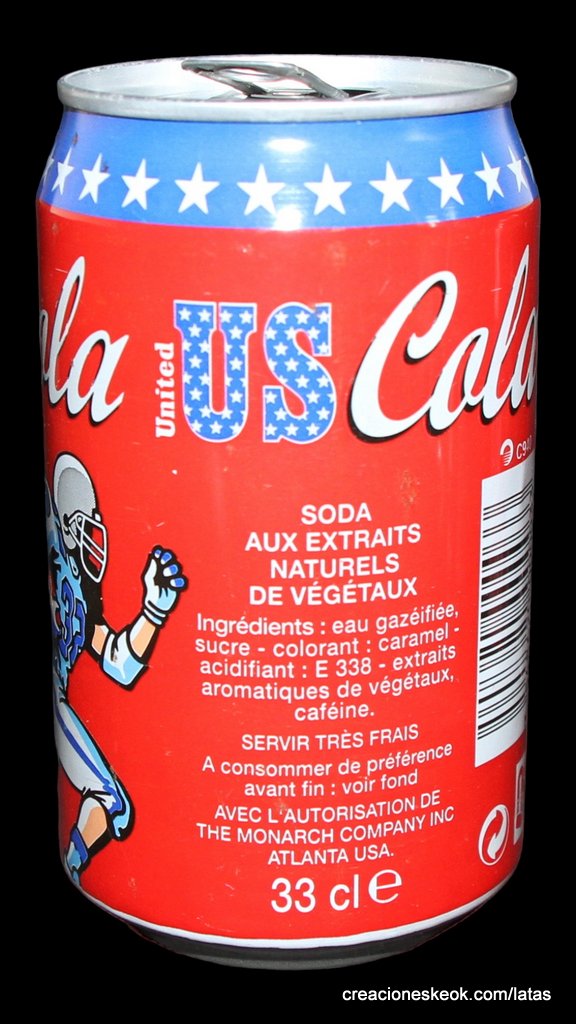 ola
United US Cola
C940
SODA
AUX EXTRAITS
NATURELS
DE VÉGÉTAUX
Ingrédients : eau gazéifiée,
sucre - colorant : caramel -
acidifiant : E 338 - extraits
aromatiques de végétaux,
caféine.
SERVIR TRÈS FRAIS
A consommer de préférence
avant fin : voir fond
AVEC L'AUTORISATION DE
THE MONARCH COMPANY INC
ATLANTA USA.
33 cl e
creacioneskeok.com/latas